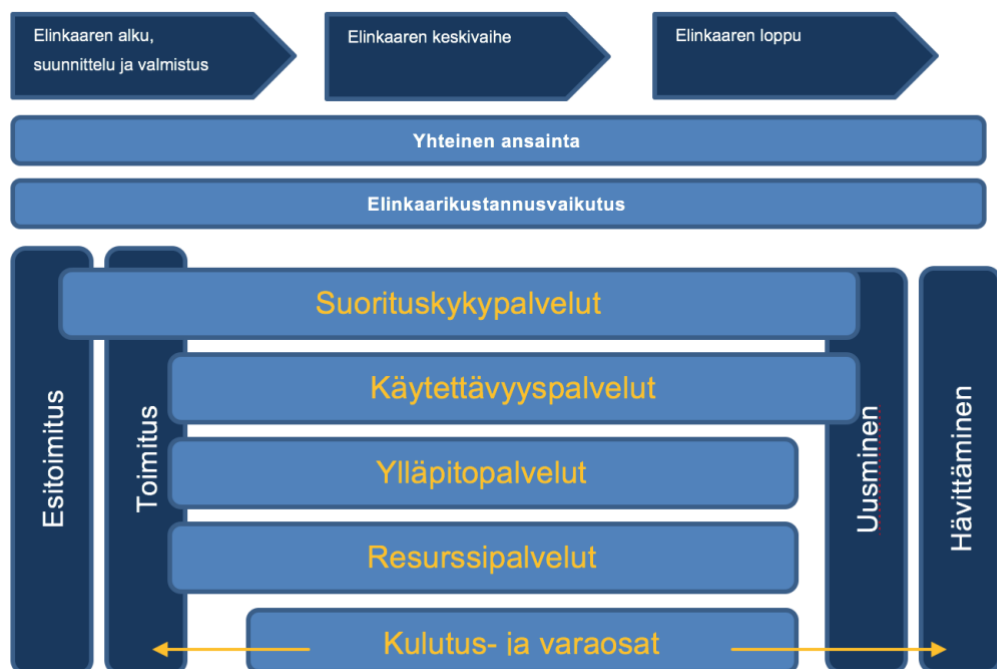 Elinkaaren alku,
suunnittelu ja valmistus
Elinkaaren keskivaihe
Elinkaaren loppu
Yhteinen ansainta
Elinkaarikustannusvaikutus
Esitoimitus
Toimitus
Suorituskykypalvelut
Käytettävyyspalvelut
Ylläpitopalvelut
Resurssipalvelut
Kulutus- ja varaosat
Uusminen
Hävittäminen